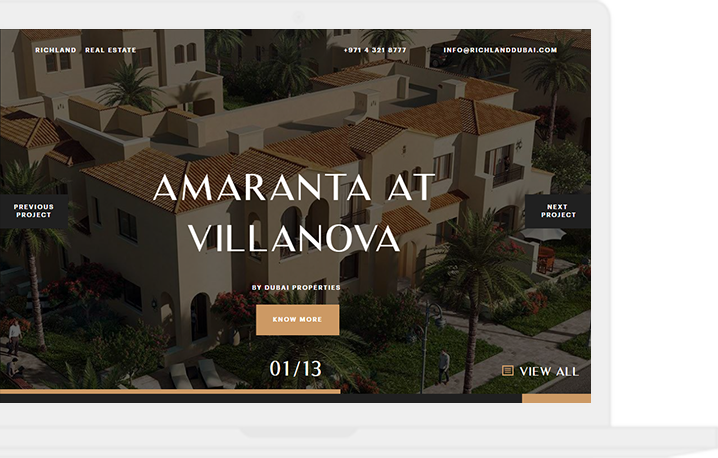 RICHLAND REAL ESTATE
+971 4 321 8777
INFO@RICHLANDDUBAI.COM
AMARANTA AT
VILLANOVA
PREVIOUS
PROJECT
NEXT
PROJECT
BY DUBAI PROPERTIES
KNOW MORE
01/13
VIEW ALL